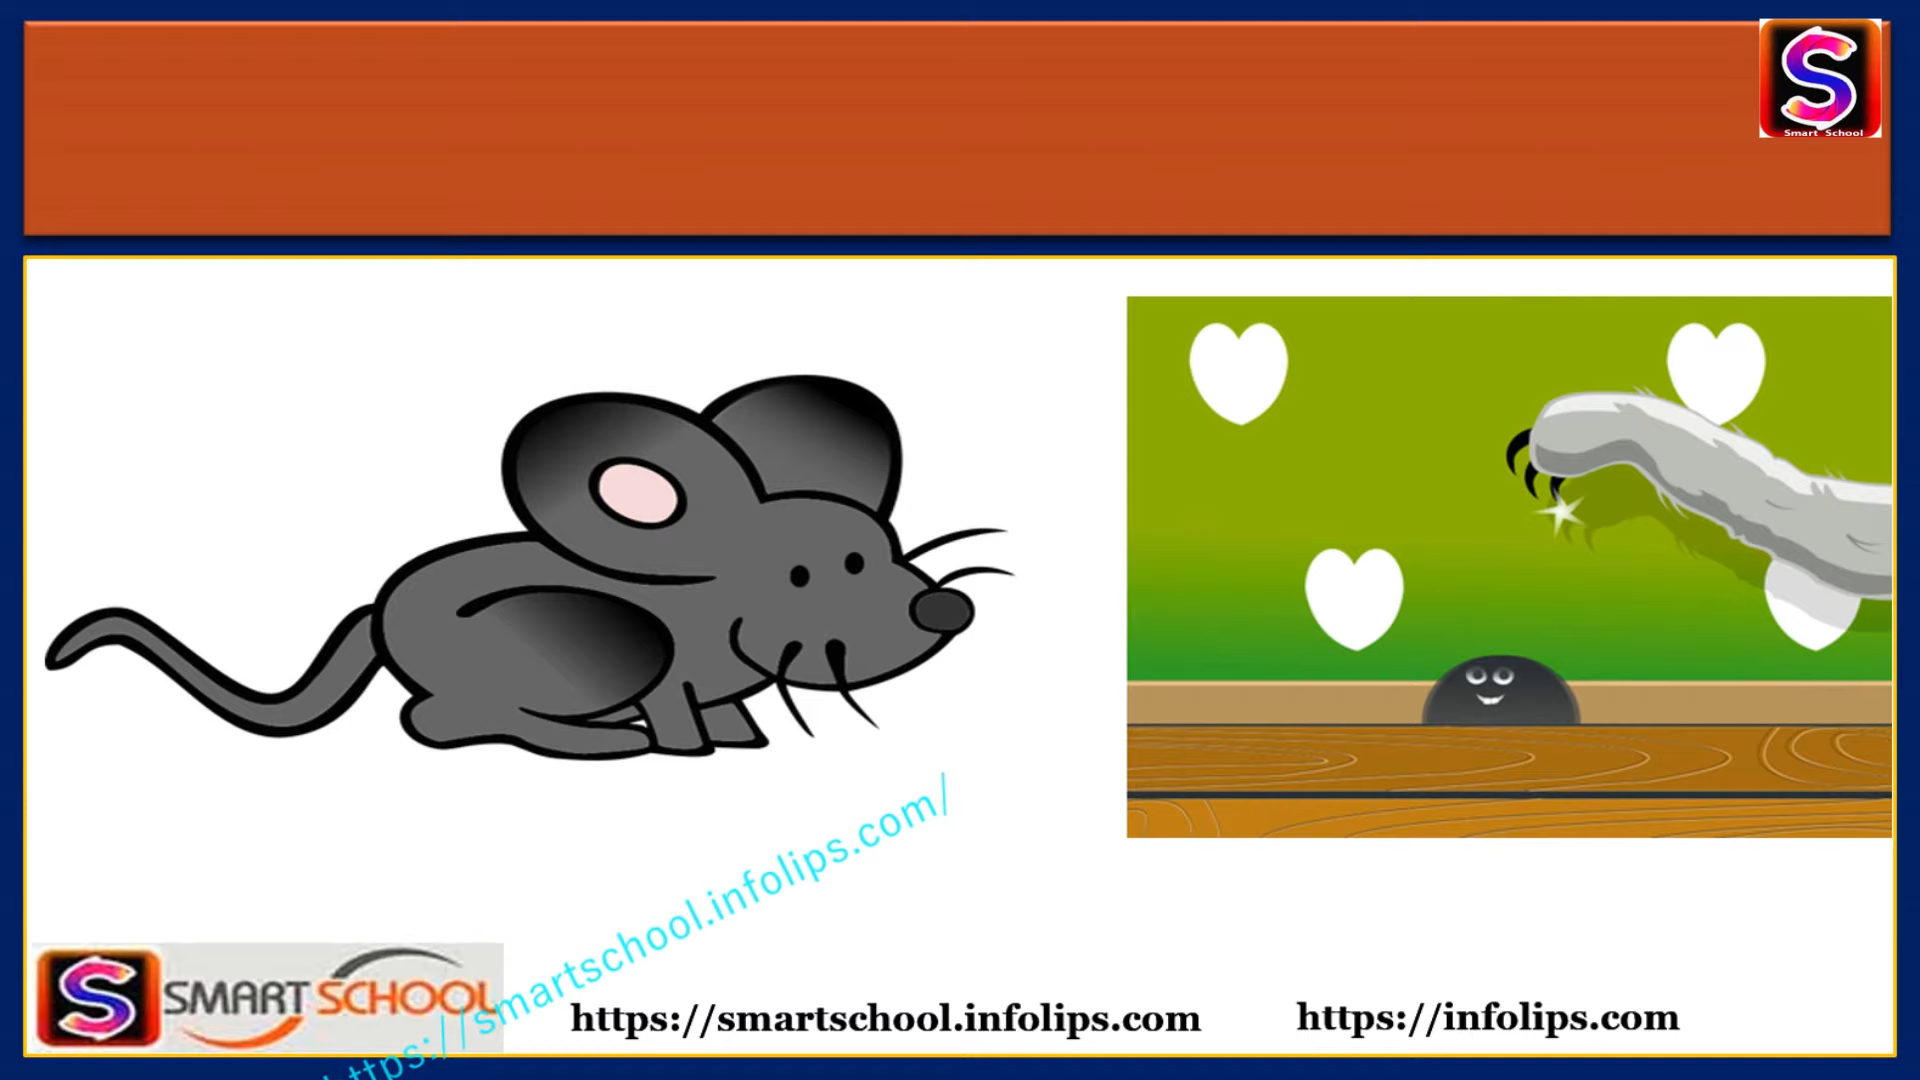 Smart School
SMART SCHOOL
https://smartschool.infolips.com/
https://smartschool.infolips.com
https://infolips.com